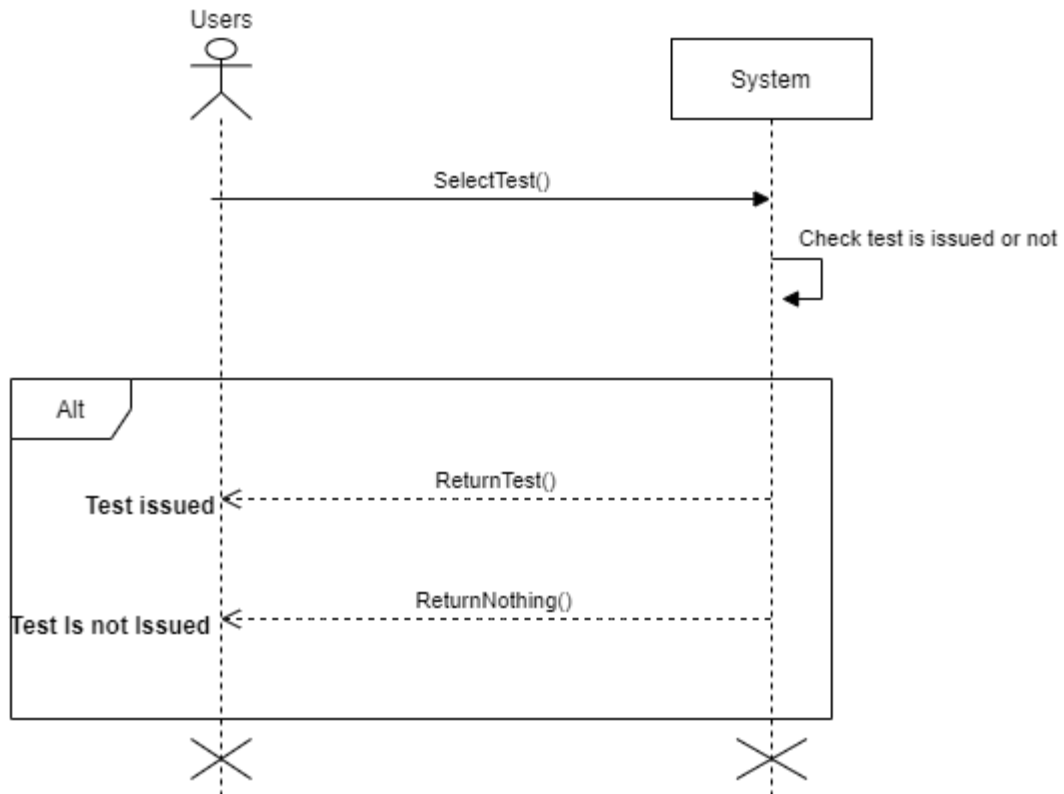 Users
System
SelectTest()
Check test is issued or not
Alt
ReturnTest()
Test issued
ReturnNothing()
Test Is not Issued